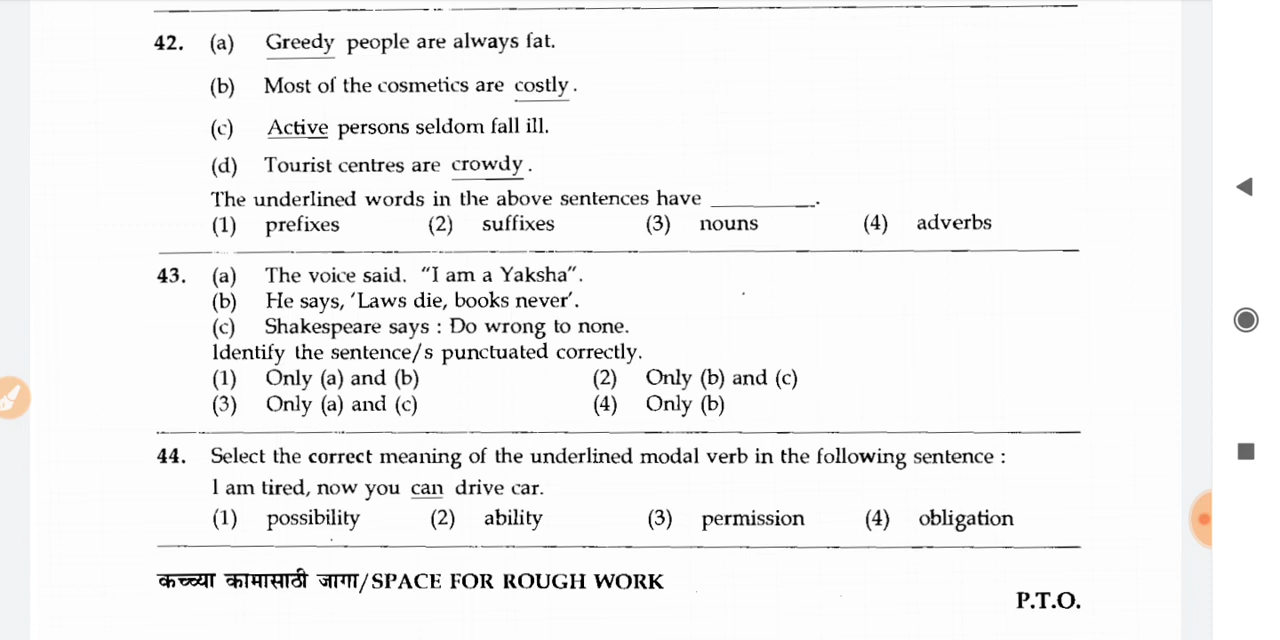 42. (a) Greedy people are always fat.
(b) Most of the cosmetics are costly.
(c) Active persons seldom fall ill.
(d) Tourist centres are crowdy.
The underlined words in the above sentences have ________.
(1) prefixes (2) suffixes (3) nouns (4) adverbs
43. (a) The voice said. “I am a Yaksha”.
(b) He says, ‘Laws die, books never’.
(c) Shakespeare says : Do wrong to none.
Identify the sentence/s punctuated correctly.
(1) Only (a) and (b) (2) Only (b) and (c)
(3) Only (a) and (c) (4) Only (b)
44. Select the correct meaning of the underlined modal verb in the following sentence :
I am tired, now you can drive car.
(1) possibility (2) ability (3) permission (4) obligation
कच्च्या कामासाठी जागा/SPACE FOR ROUGH WORK
P.T.O.